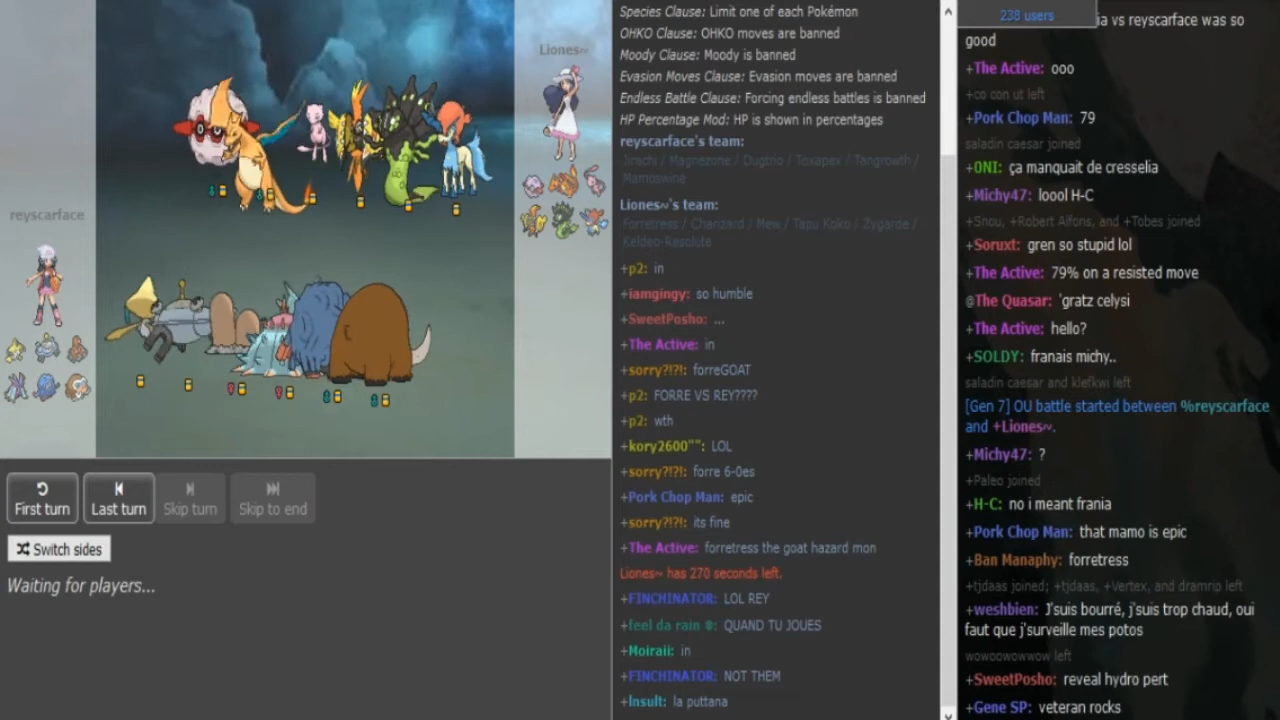 reyscarface
Liones~
First turn
Last turn
Skip turn
Skip to end
Switch sides
Waiting for players...
Species Clause: Limit one of each Pokémon
OHKO Clause: OHKO moves are banned
Moody Clause: Moody is banned
Evasion Moves Clause: Evasion moves are banned
Endless Battle Clause: Forcing endless battles is banned
HP Percentage Mod: HP is shown in percentages
reyscarface's team:
Jirachi / Magnezone / Dugtrio / Toxapex / Tangrowth /
Mamoswine
Liones~'s team:
Forretress / Charizard / Mew / Tapu Koko / Zygarde /
Keldeo-Resolute
+p2: in
+iamgingy: so humble
+SweetPosho: ...
+The Active: in
+sorry?!?!: forreGOAT
+p2: FORRE VS REY????
+p2: wth
+kory2600"": LOL
+sorry?!?!: forre 6-0es
+Pork Chop Man: epic
+sorry?!?!: its fine
+The Active: forretress the goat hazard mon
Liones~ has 270 seconds left.
+FINCHINATOR: LOL REY
+feel da rain: QUAND TU JOUES
+Moiraii: in
+FINCHINATOR: NOT THEM
+Insult: la puttana
238 users
ia vs reyscarface was so
good
+The Active: ooo
+co con ut left
+Pork Chop Man: 79
saladin caesar joined
+ONI: ça manquait de cresselia
+Michy47: loool H-C
+Snou, +Robert Alfons, and +Tobes joined
+Soruxt: gren so stupid lol
+The Active: 79% on a resisted move
@The Quasar: 'gratz celysi
+The Active: hello?
+SOLDY: franais michy..
saladin caesar and klefkwi left
[Gen 7] OU battle started between %reyscarface
and +Liones~.
+Michy47: ?
+Paleo joined
+H-C: no i meant frania
+Pork Chop Man: that mamo is epic
+Ban Manaphy: forretress
+tjdaas joined; +tjdaas, +Vertex, and dramrip left
+weshbien: J'suis bourré, j'suis trop chaud, oui
faut que j'surveille mes potos
wowoowowwow left
+SweetPosho: reveal hydro pert
+Gene SP: veteran rocks